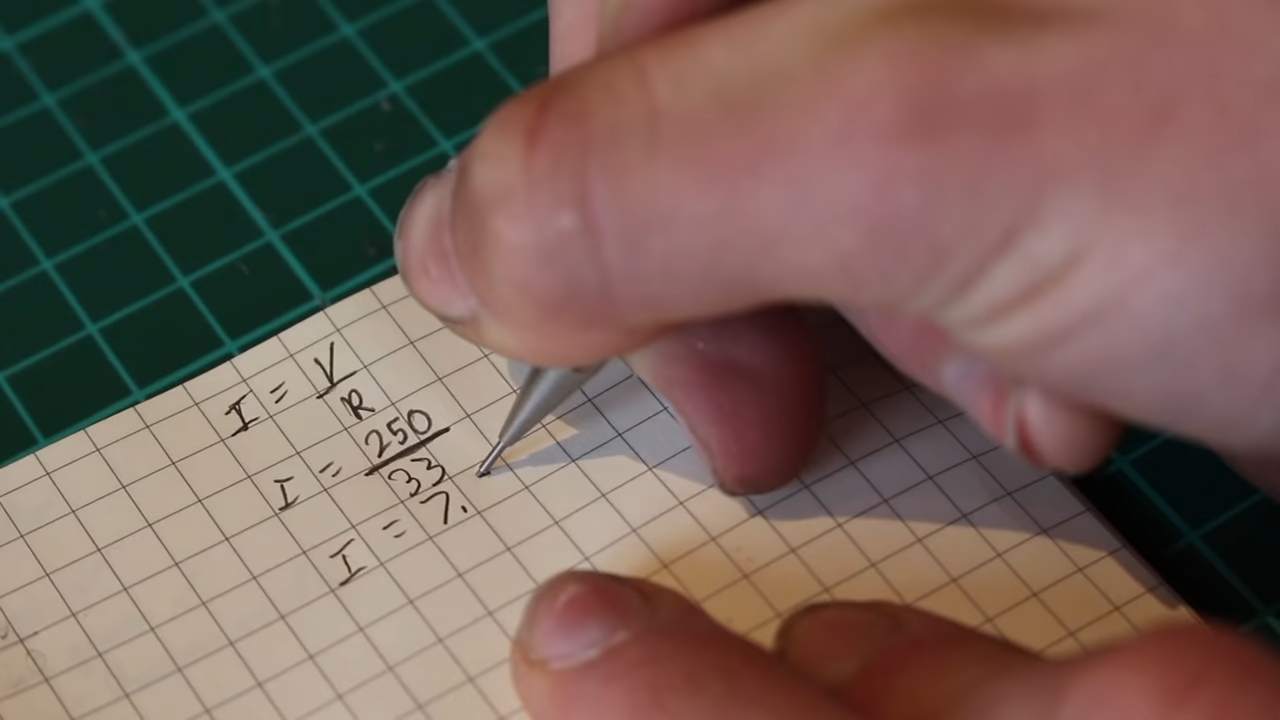 I = V/R
I = 250/33
I = 7.